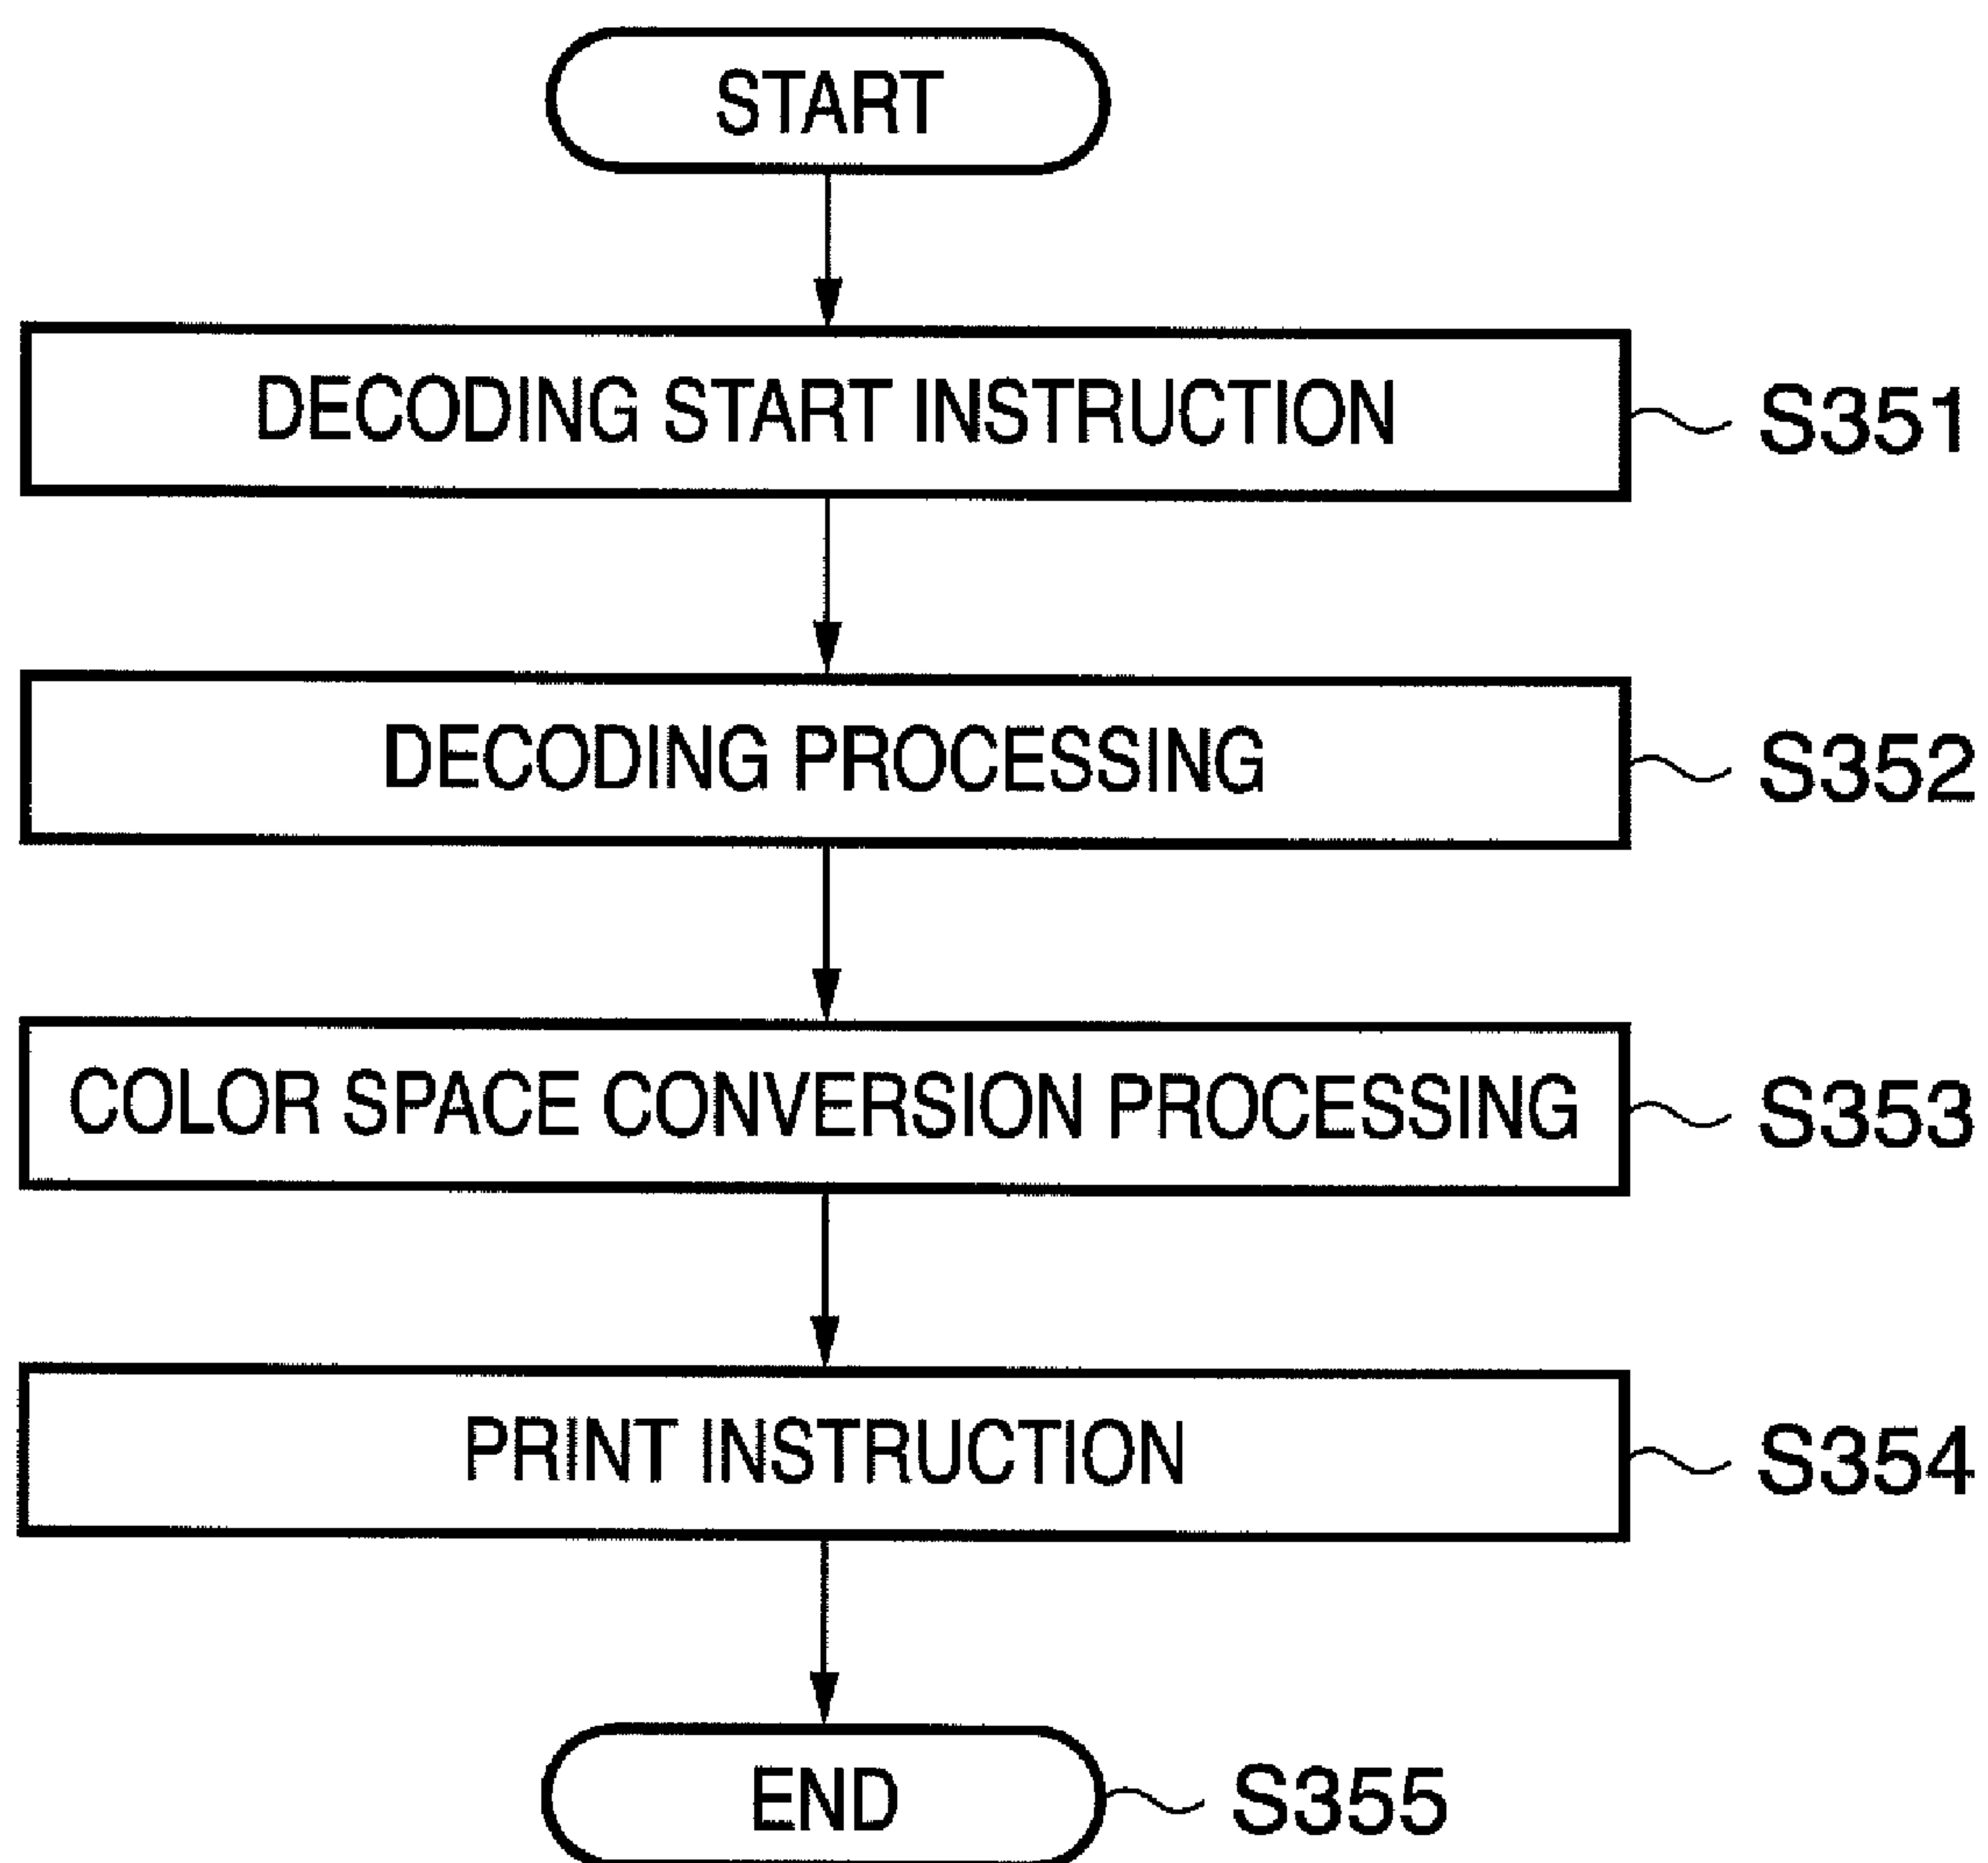 START
DECODING START INSTRUCTION S351
DECODING PROCESSING S352
COLOR SPACE CONVERSION PROCESSING S353
PRINT INSTRUCTION S354
END S355